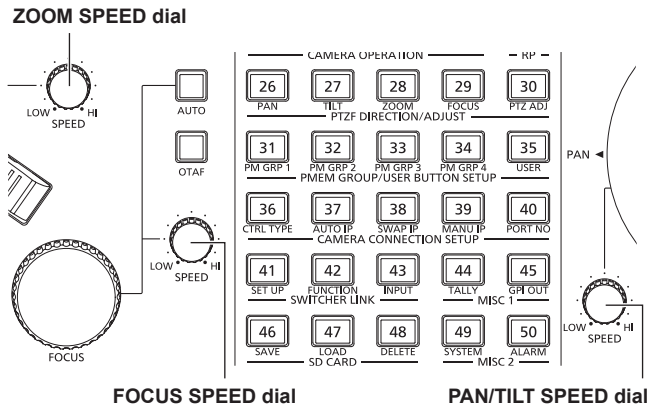 ZOOM SPEED dial
CAMERA OPERATION RP
26 27 28 29 30
PAN TILT ZOOM FOCUS PTZ ADJ
PTZF DIRECTION/ADJUST
LOW HI
SPEED
AUTO
31 32 33 34 35
PM GRP 1 PM GRP 2 PM GRP 3 PM GRP 4 USER
PMEM GROUP/USER BUTTON SETUP
OTAF
PAN
36 37 38 39 40
CTRL TYPE AUTO IP SWAP IP MANU IP PORT NO
CAMERA CONNECTION SETUP
LOW HI
SPEED
41 42 43 44 45
SET UP FUNCTION INPUT TALLY GPI OUT
SWITCHER LINK MISC 1
46 47 48 49 50
SAVE LOAD DELETE SYSTEM ALARM
SD CARD MISC 2
LOW HI
SPEED
FOCUS
FOCUS SPEED dial
PAN/TILT SPEED dial